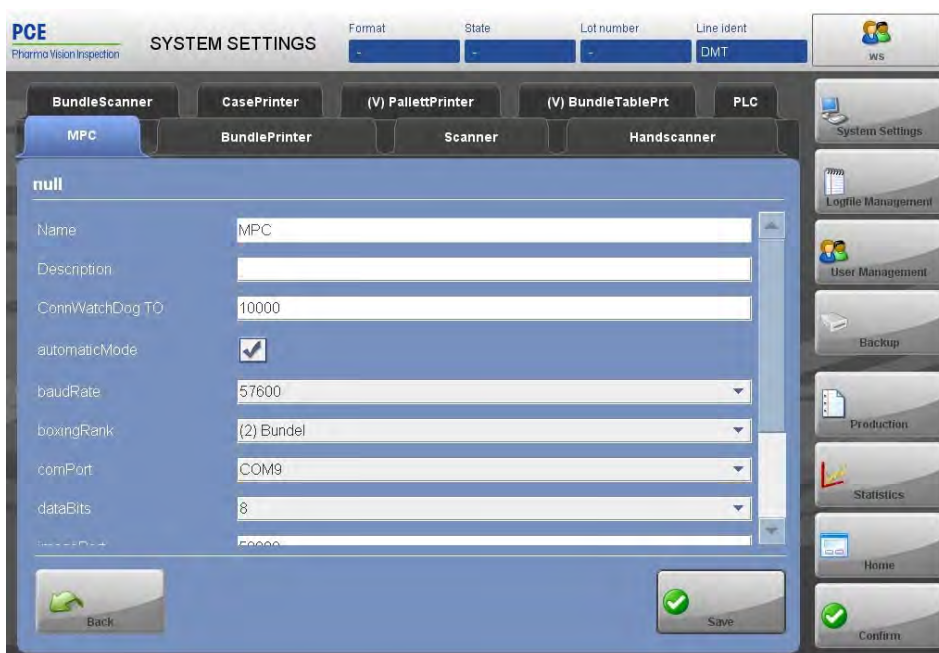 PCE
Pharma Vision Inspection
SYSTEM SETTINGS
Format
State
Lot number
Line ident
-
-
-
DMT
ws
BundleScanner
CasePrinter
(V) PallettPrinter
(V) BundleTablePrt
PLC
MPC
BundlePrinter
Scanner
Handscanner
null
Name
MPC
Description
ConnWatchDog TO
10000
automaticMode
baudRate
57600
boxingRank
(2) Bundel
comPort
COM9
dataBits
8
Back
Save
System Settings
Logfile Management
User Management
Backup
Production
Statistics
Home
Confirm